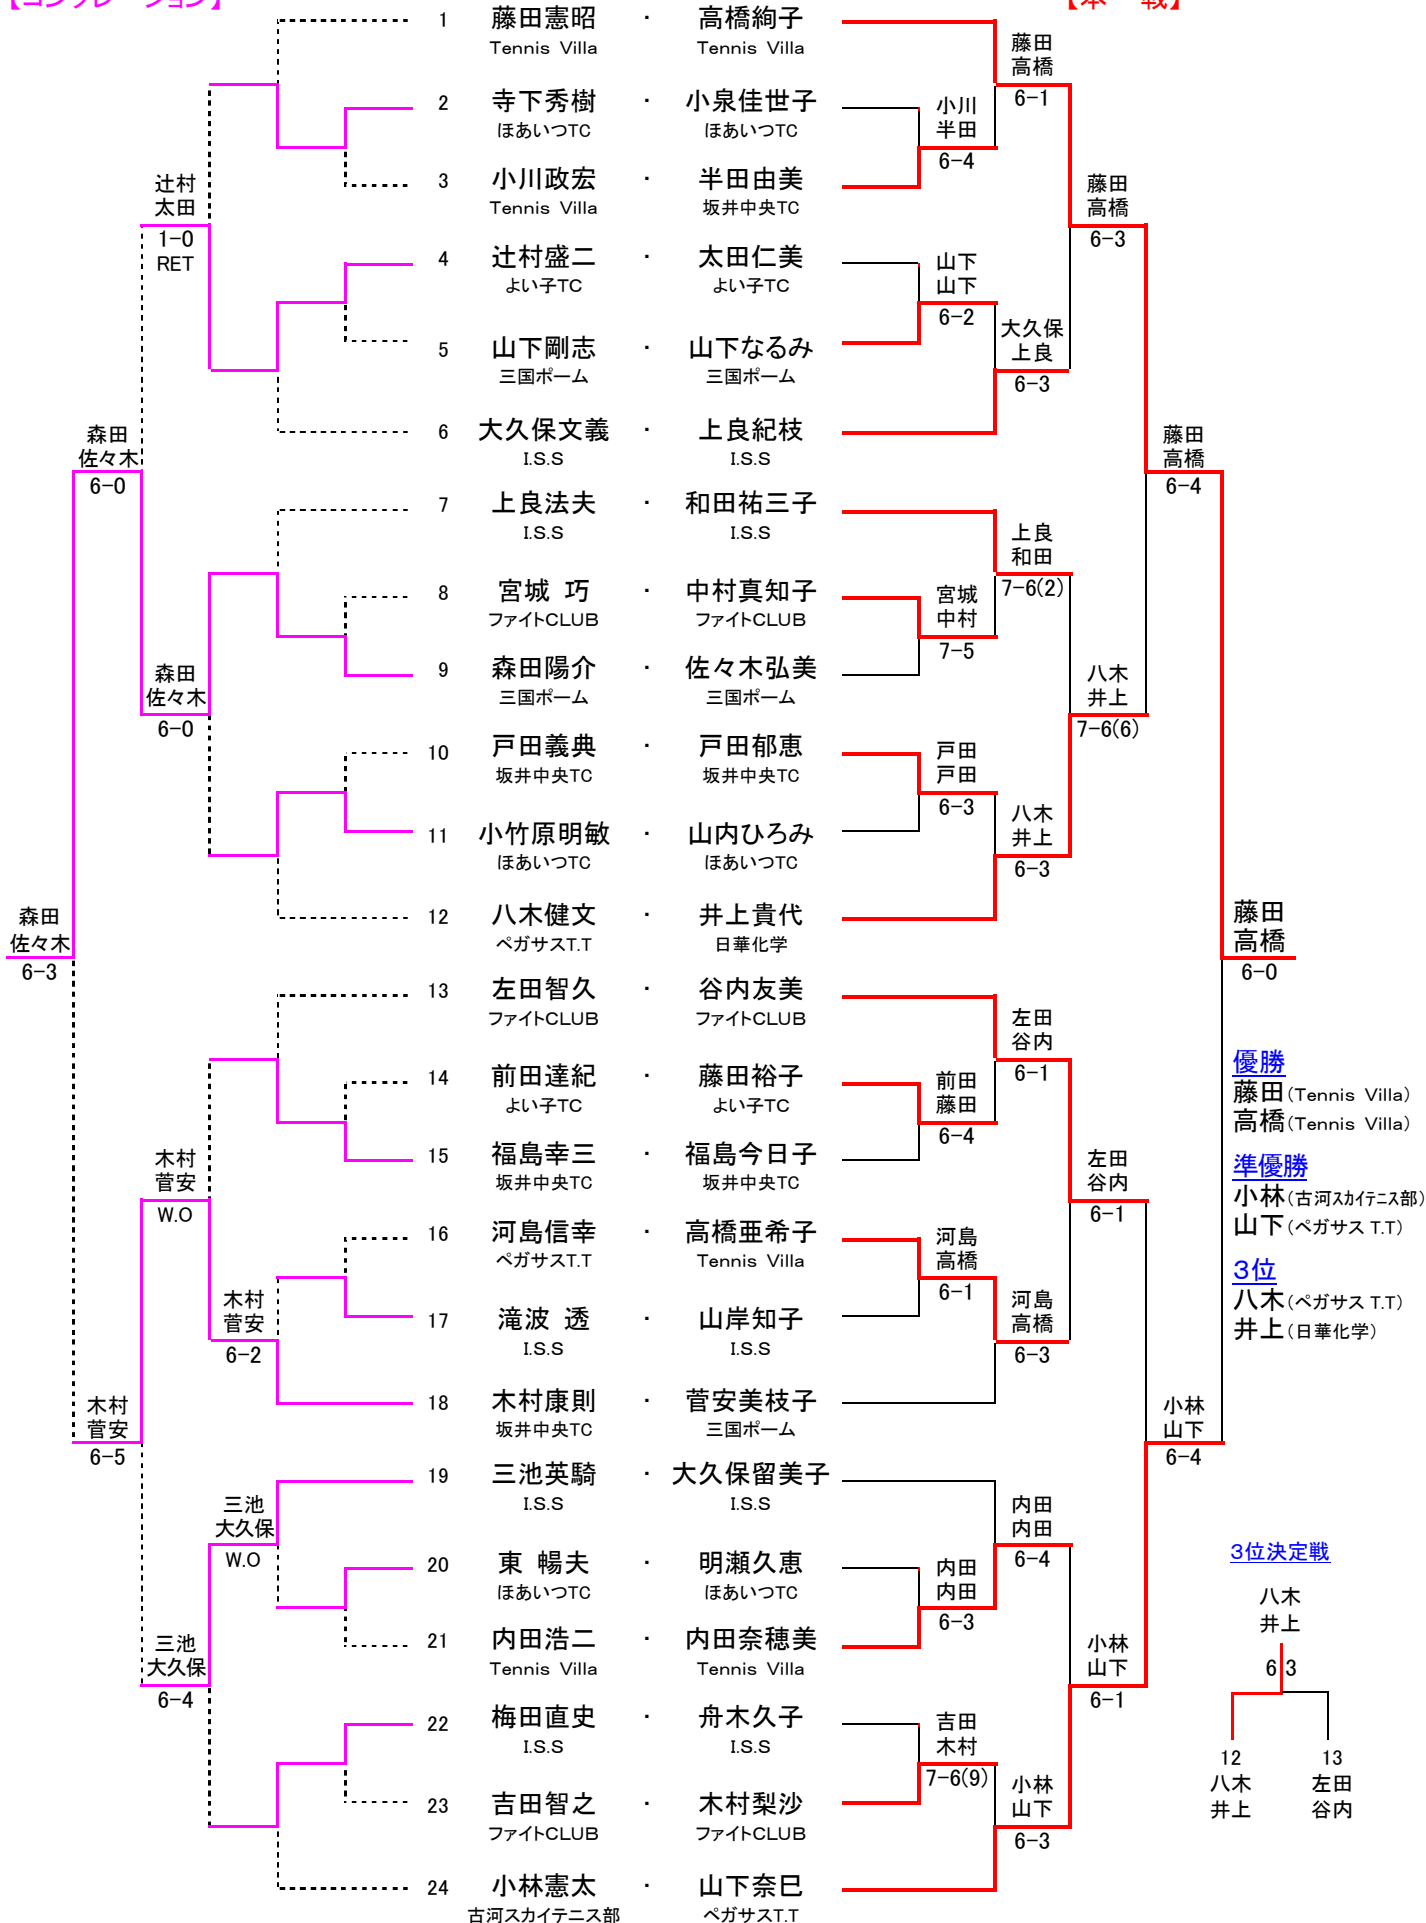 【コンソレーション】
【本　戦】
1 藤田憲昭 ・ 高橋絢子
Tennis Villa Tennis Villa
2 寺下秀樹 ・ 小泉佳世子
ほあいつTC ほあいつTC
3 小川政宏 ・ 半田由美
Tennis Villa 坂井中央TC
4 辻村盛二 ・ 太田仁美
よい子TC よい子TC
5 山下剛志 ・ 山下なるみ
三国ポーム 三国ポーム
6 大久保文義 ・ 上良紀枝
I.S.S I.S.S
7 上良法夫 ・ 和田祐三子
I.S.S I.S.S
8 宮城 巧 ・ 中村真知子
ファイトCLUB ファイトCLUB
9 森田陽介 ・ 佐々木弘美
三国ポーム 三国ポーム
10 戸田義典 ・ 戸田郁恵
坂井中央TC 坂井中央TC
11 小竹原明敏 ・ 山内ひろみ
ほあいつTC ほあいつTC
12 八木健文 ・ 井上貴代
ペガサスT.T 日華化学
13 左田智久 ・ 谷内友美
ファイトCLUB ファイトCLUB
14 前田達紀 ・ 藤田裕子
よい子TC よい子TC
15 福島幸三 ・ 福島今日子
坂井中央TC 坂井中央TC
16 河島信幸 ・ 高橋亜希子
ペガサスT.T Tennis Villa
17 滝波 透 ・ 山岸知子
I.S.S I.S.S
18 木村康則 ・ 菅安美枝子
坂井中央TC 三国ポーム
19 三池英騎 ・ 大久保留美子
I.S.S I.S.S
20 東 暢夫 ・ 明瀬久恵
ほあいつTC ほあいつTC
21 内田浩二 ・ 内田奈穂美
Tennis Villa Tennis Villa
22 梅田直史 ・ 舟木久子
I.S.S I.S.S
23 吉田智之 ・ 木村梨沙
ファイトCLUB ファイトCLUB
24 小林憲太 ・ 山下奈巳
古河スカイテニス部 ペガサスT.T
辻村
太田
1-0
RET
森田
佐々木
6-0
森田
佐々木
6-0
森田
佐々木
6-3
木村
菅安
W.O
木村
菅安
6-2
木村
菅安
6-5
三池
大久保
W.O
三池
大久保
6-4
小川
半田
6-4
山下
山下
6-2
宮城
中村
7-5
戸田
戸田
6-3
前田
藤田
6-4
河島
高橋
6-1
内田
内田
6-3
吉田
木村
7-6(9)
藤田
高橋
6-1
大久保
上良
6-3
上良
和田
7-6(2)
八木
井上
6-3
左田
谷内
6-1
河島
高橋
6-3
内田
内田
6-4
小林
山下
6-3
藤田
高橋
6-3
八木
井上
7-6(6)
左田
谷内
6-1
小林
山下
6-1
藤田
高橋
6-4
小林
山下
6-4
藤田
高橋
6-0
優勝
藤田(Tennis Villa)
高橋(Tennis Villa)
準優勝
小林(古河スカイテニス部)
山下(ペガサス T.T)
3位
八木(ペガサス T.T)
井上(日華化学)
3位決定戦
八木
井上
6 3
12 13
八木 左田
井上 谷内